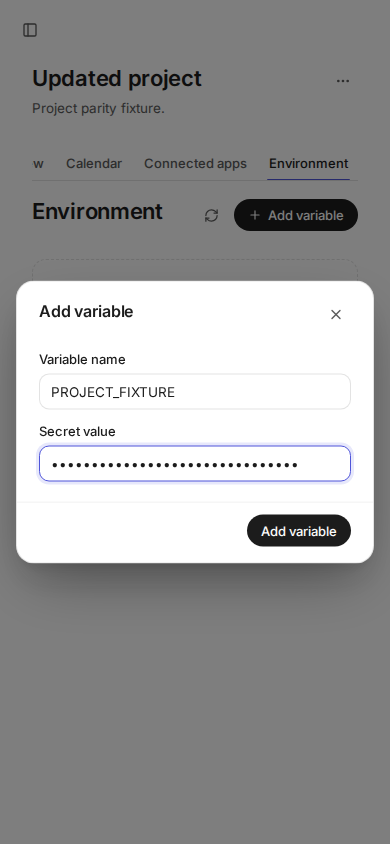 Updated project
Project parity fixture.
w Calendar Connected apps Environment
Environment
Add variable
Add variable
Variable name
PROJECT_FIXTURE
Secret value
•••••••••••••••••••••••••••••••
Add variable